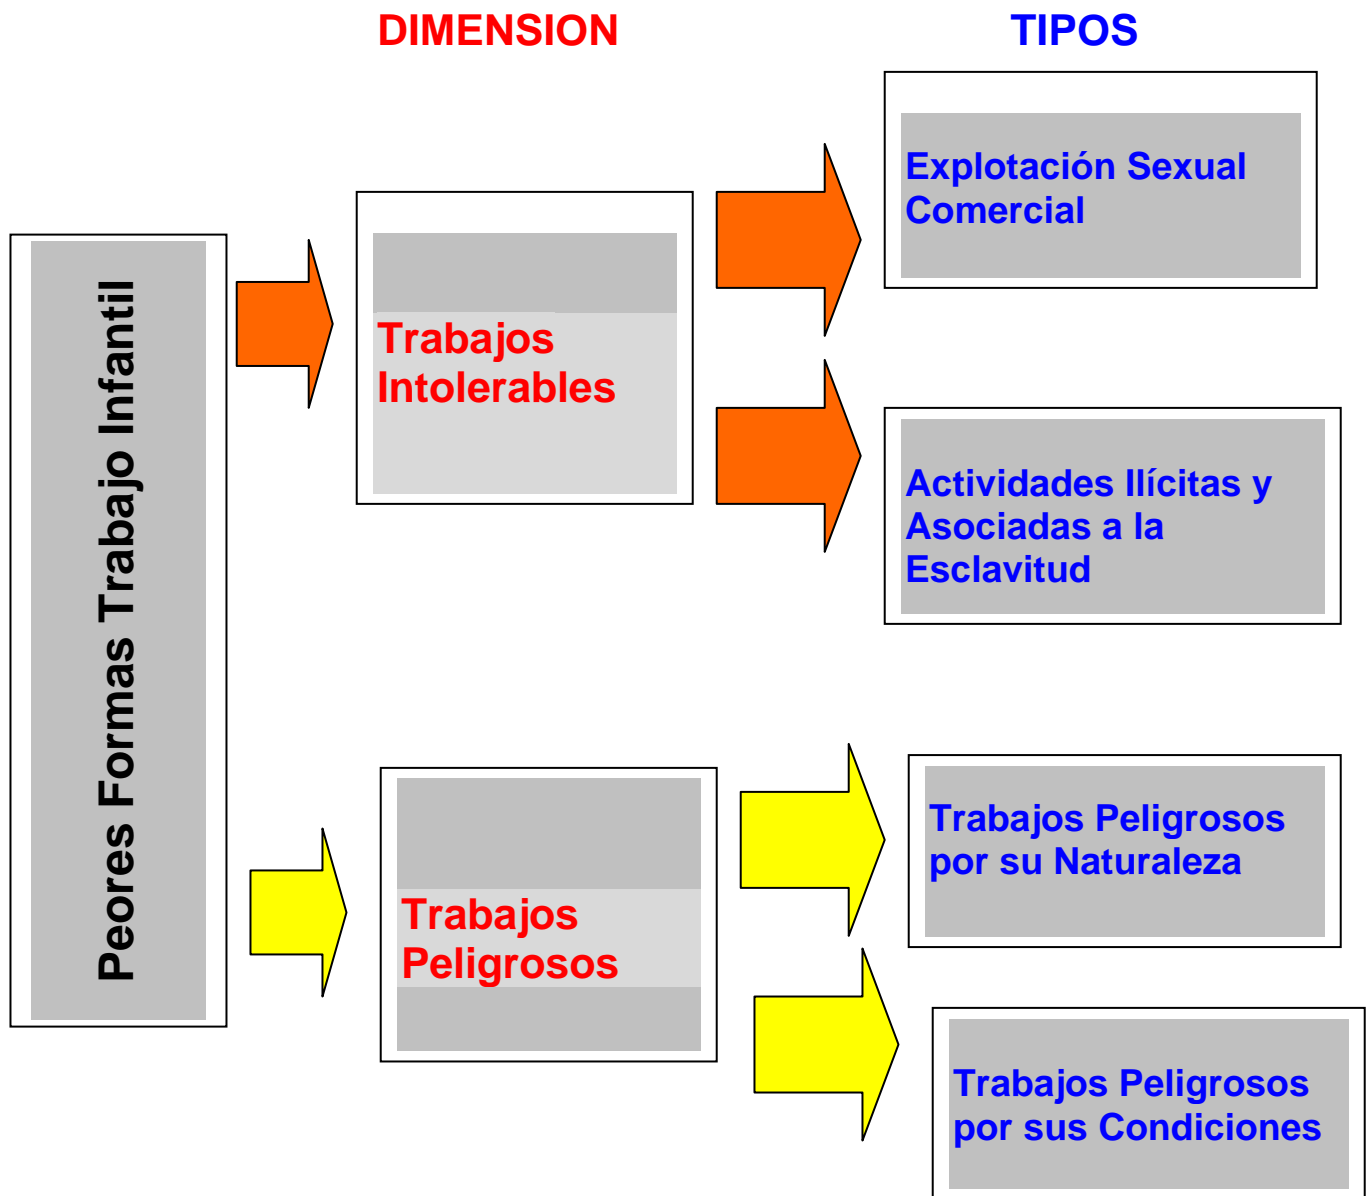 DIMENSION
TIPOS
Peores Formas Trabajo Infantil
Trabajos
Intolerables
Explotación Sexual
Comercial
Actividades Ilícitas y
Asociadas a la
Esclavitud
Trabajos
Peligrosos
Trabajos Peligrosos
por su Naturaleza
Trabajos Peligrosos
por sus Condiciones